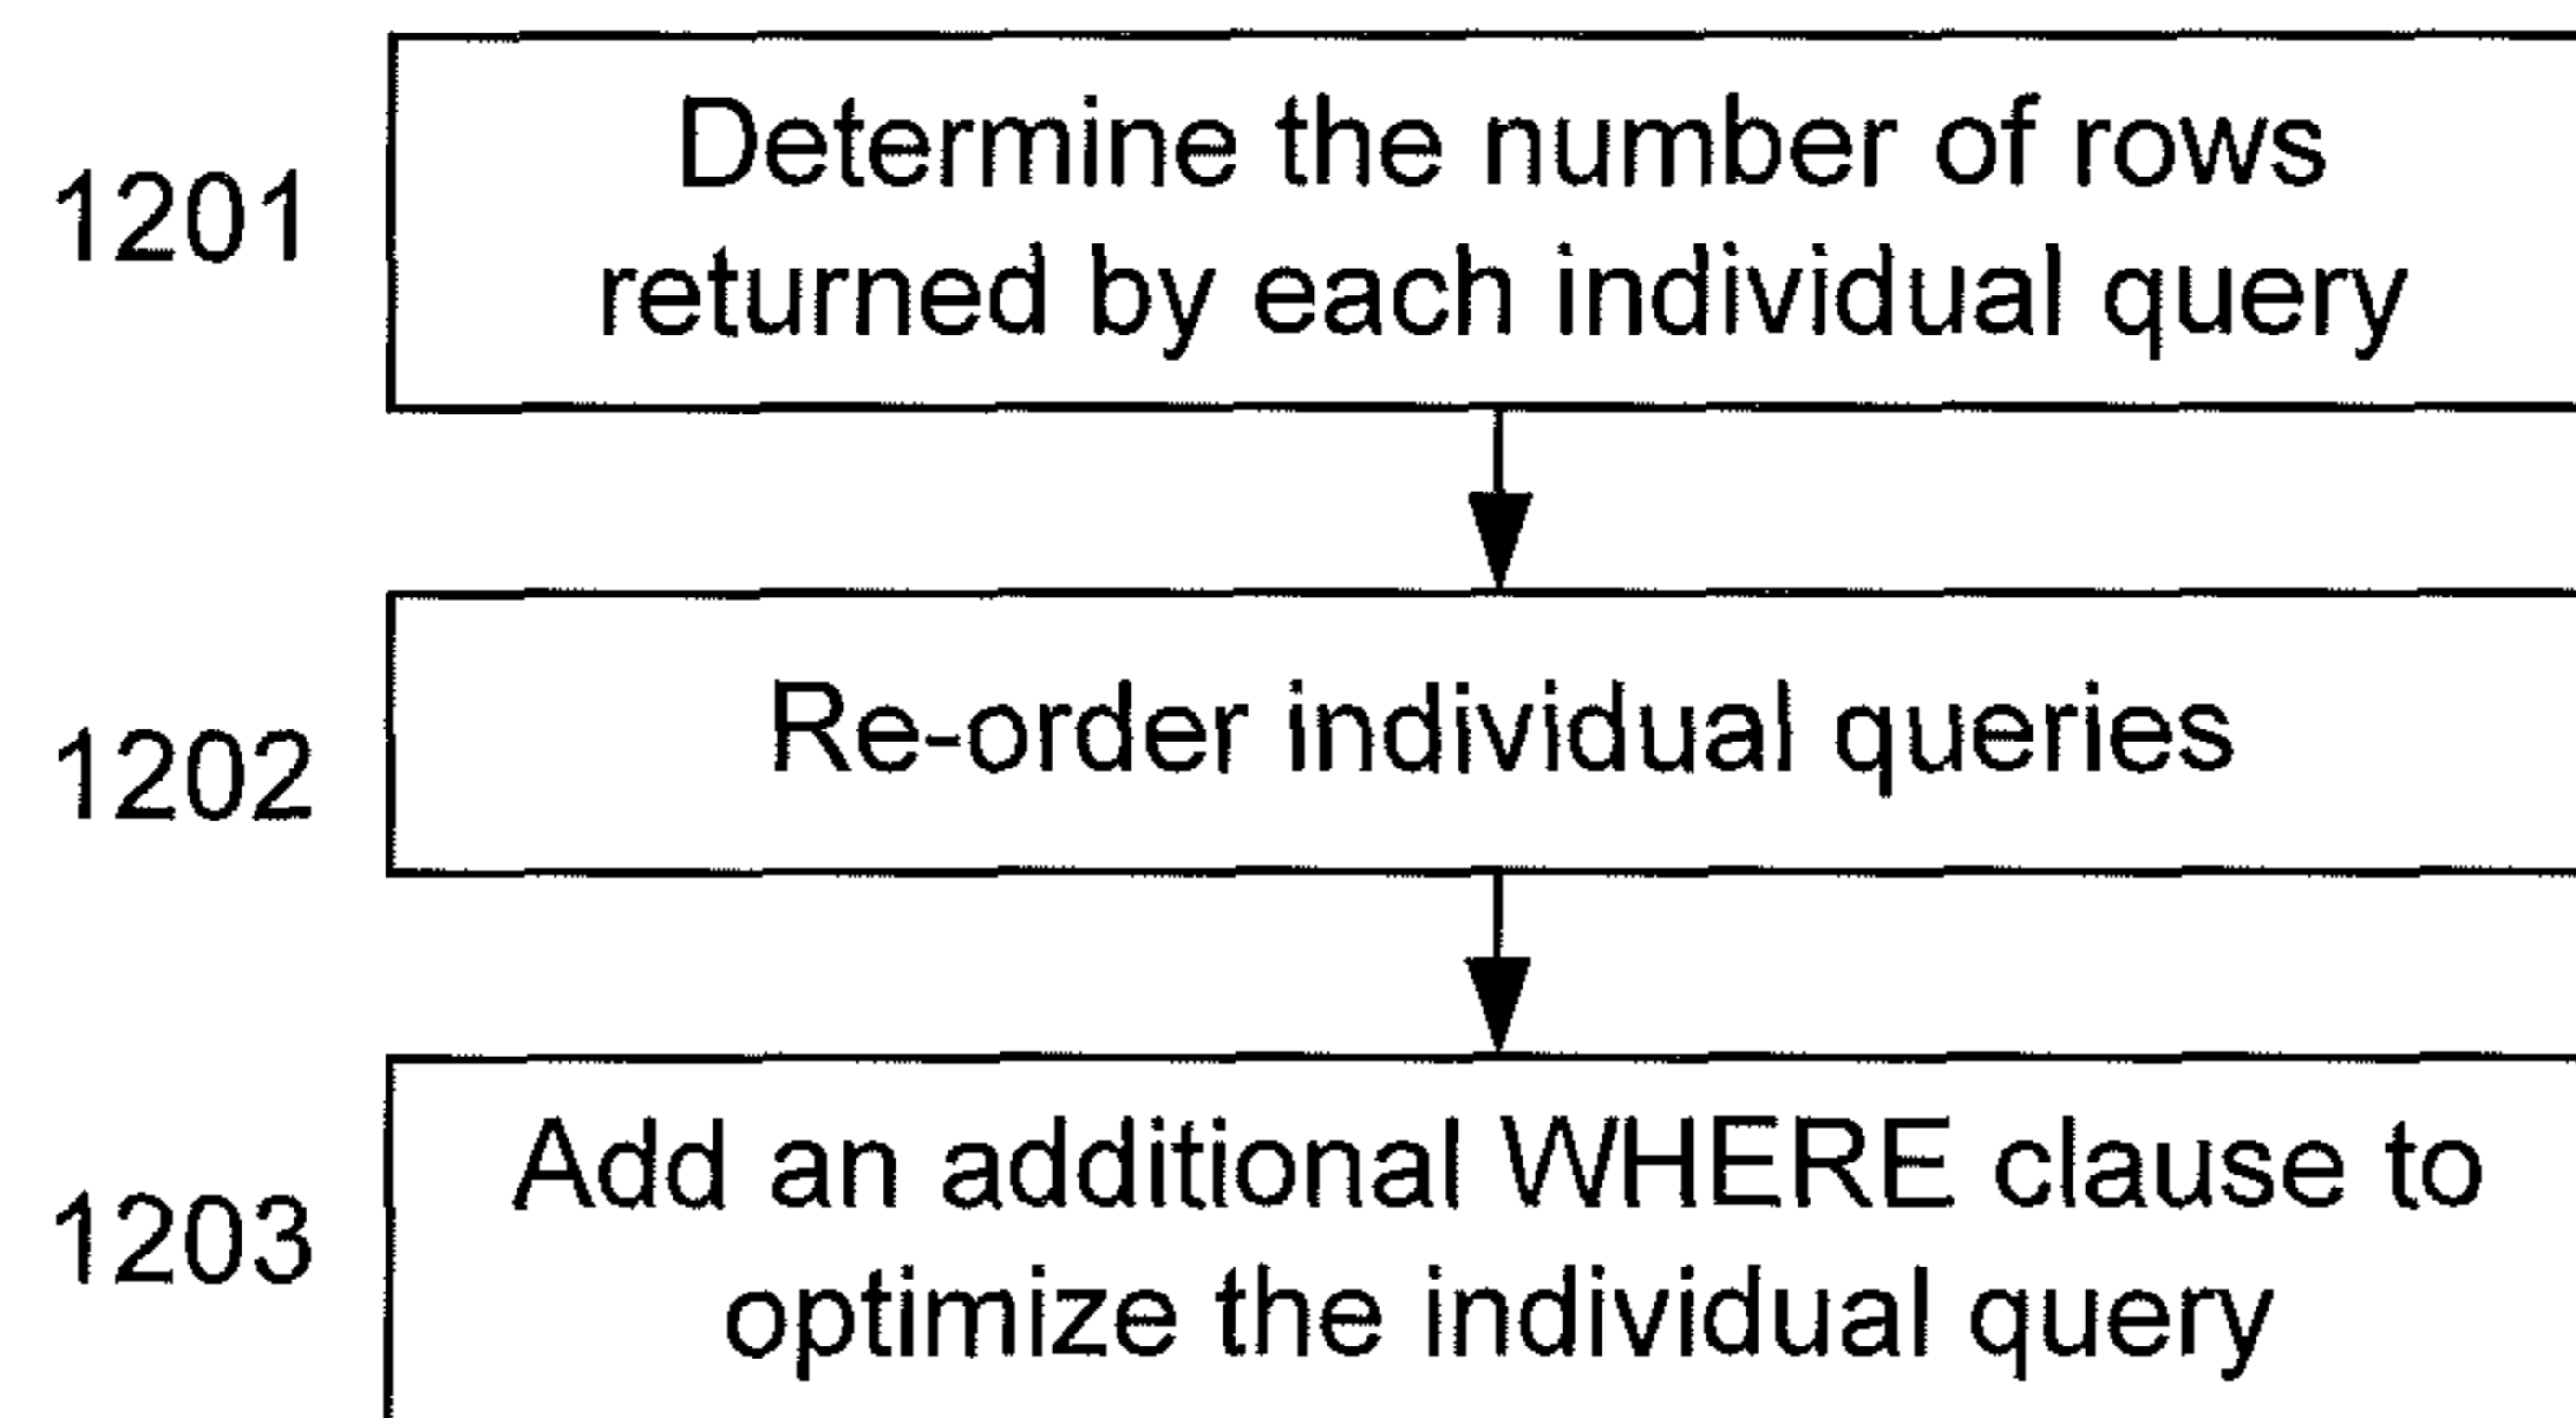 1201
Determine the number of rows
returned by each individual query
1202
Re-order individual queries
1203
Add an additional WHERE clause to
optimize the individual query